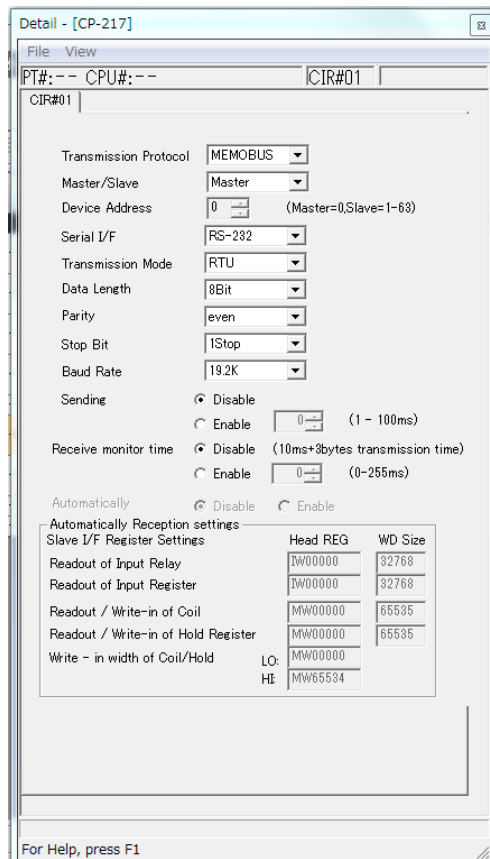 Detail - [CP-217]
File View
PT#:-- CPU#:-- CIR#01
CIR#01
Transmission Protocol MEMOBUS
Master/Slave Master
Device Address 0 (Master=0,Slave=1-63)
Serial I/F RS-232
Transmission Mode RTU
Data Length 8Bit
Parity even
Stop Bit 1Stop
Baud Rate 19.2K
Sending Disable
Enable 0 (1 - 100ms)
Receive monitor time Disable (10ms+3bytes transmission time)
Enable 0 (0-255ms)
Automatically Disable Enable
Automatically Reception settings
Slave I/F Register Settings Head REG WD Size
Readout of Input Relay IW00000 32768
Readout of Input Register IW00000 32768
Readout / Write-in of Coil MW00000 65535
Readout / Write-in of Hold Register MW00000 65535
Write - in width of Coil/Hold LO: MW00000
HI: MW65534
For Help, press F1